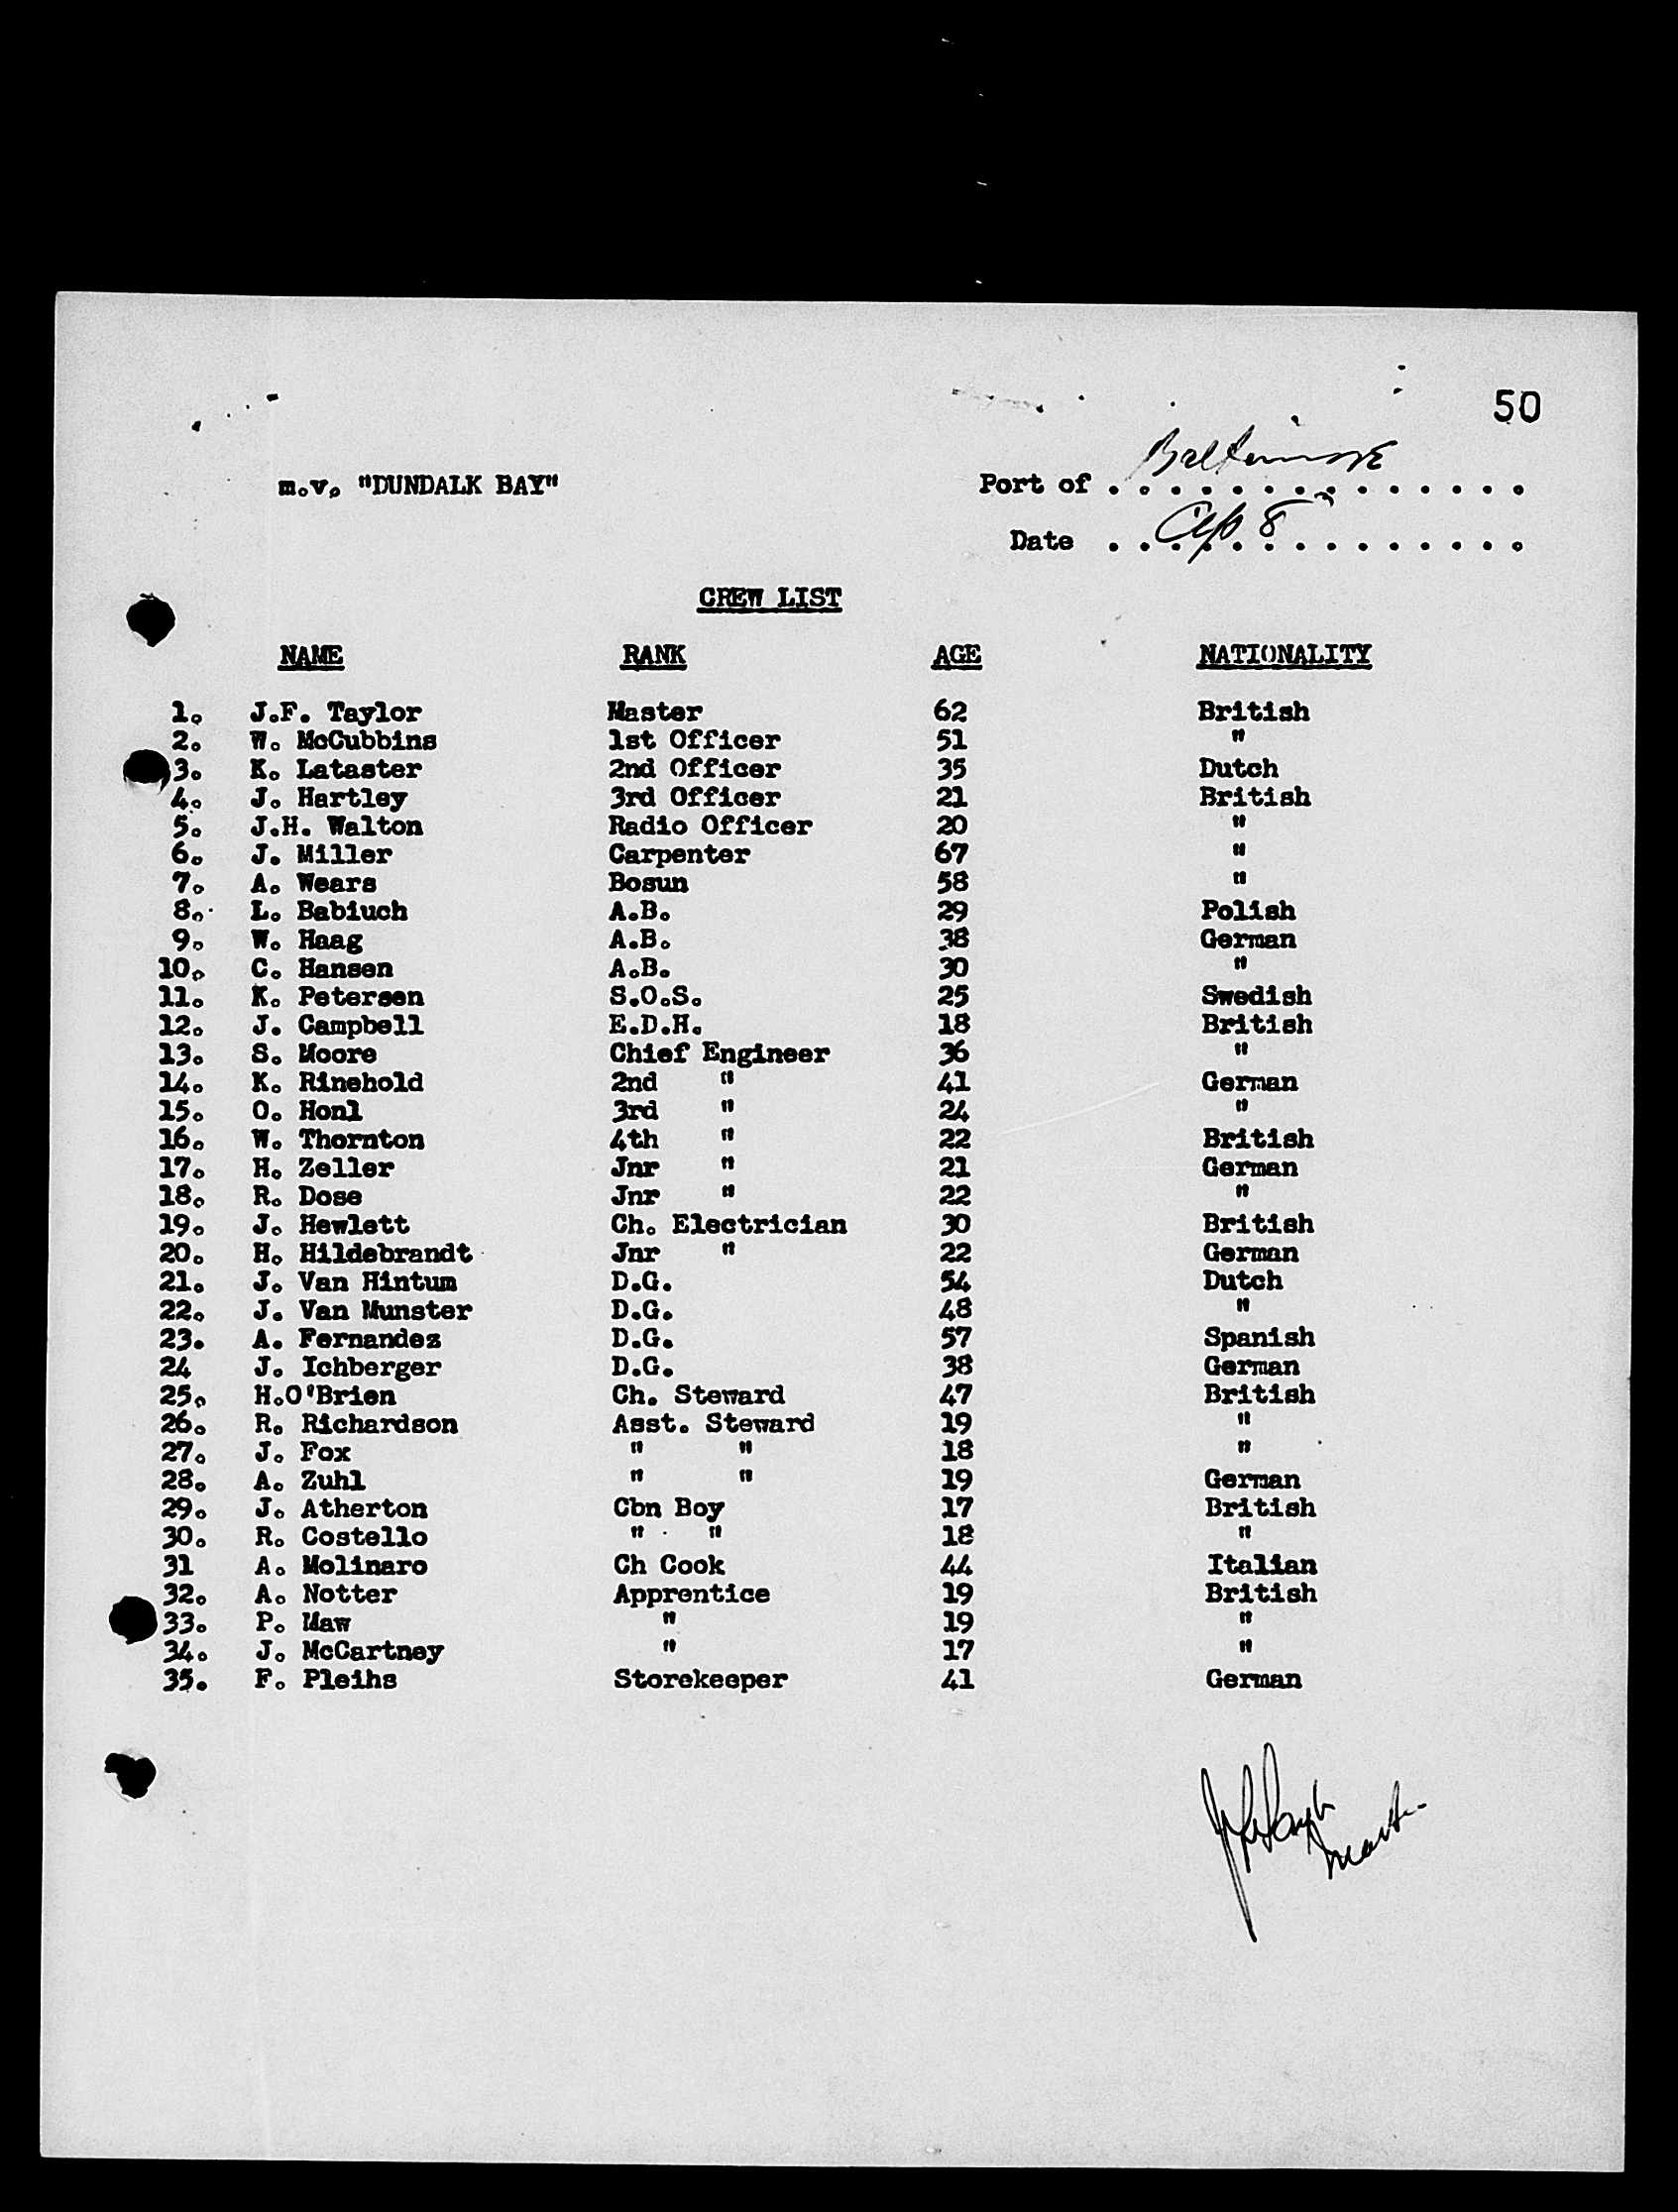 50
m.v. "DUNDALK BAY" Port of Baltimore
Date . . . . . . . . . . . . . .
CREW LIST
NAME RANK AGE NATIONALITY
1. J.F. Taylor Master 62 British
2. W. McCubbins 1st Officer 51 "
3. K. Lataster 2nd Officer 35 Dutch
4. J. Hartley 3rd Officer 21 British
5. J.H. Walton Radio Officer 20 "
6. J. Miller Carpenter 67 "
7. A. Wears Bosun 58 "
8. L. Babiuch A.B. 29 Polish
9. W. Haag A.B. 38 German
10. C. Hansen A.B. 30 "
11. K. Petersen S.O.S. 25 Swedish
12. J. Campbell E.D.H. 18 British
13. S. Moore Chief Engineer 36 "
14. K. Rinehold 2nd " 41 German
15. O. Honl 3rd " 24 "
16. W. Thornton 4th " 22 British
17. H. Zeller Jnr " 21 German
18. R. Dose Jnr " 22 "
19. J. Hewlett Ch. Electrician 30 British
20. H. Hildebrandt Jnr " 22 German
21. J. Van Hintum D.G. 54 Dutch
22. J. Van Munster D.G. 48 "
23. A. Fernandez D.G. 57 Spanish
24 J. Ichberger D.G. 38 German
25. H.O'Brien Ch. Steward 47 British
26. R. Richardson Asst. Steward 19 "
27. J. Fox " " 18 "
28. A. Zuhl " " 19 German
29. J. Atherton Cbn Boy 17 British
30. R. Costello " " 18 "
31 A. Molinaro Ch Cook 44 Italian
32. A. Notter Apprentice 19 British
33. P. Maw " 19 "
34. J. McCartney " 17 "
35. F. Pleihs Storekeeper 41 German